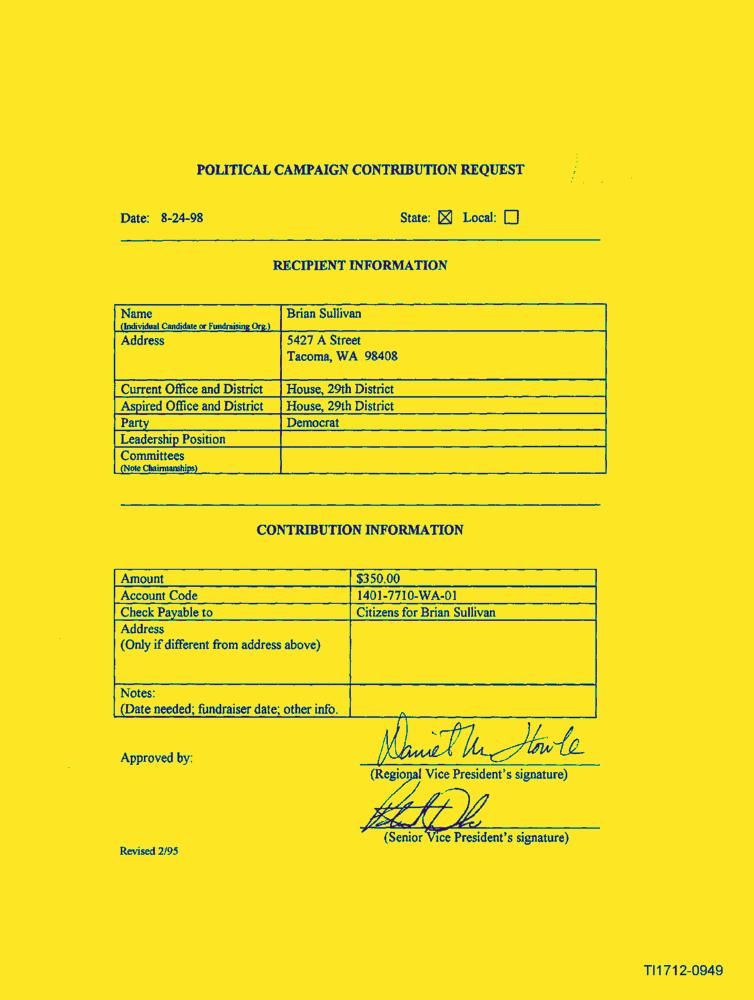 POLITICAL CAMPAIGN CONTRIBUTION REQUEST
Date: 8-24-98 State: ☒ Local: ☐
RECIPIENT INFORMATION
Name Brian Sullivan
(Individual Candidate or Fundraising Org.)
Address 5427 A Street
Tacoma, WA 98408
Current Office and District House, 29th District
Aspired Office and District House, 29th District
Party Democrat
Leadership Position
Committees
(Note Chairmanships)
CONTRIBUTION INFORMATION
Amount $350.00
Account Code 1401-7710-WA-01
Check Payable to Citizens for Brian Sullivan
Address
(Only if different from address above)
Notes:
(Date needed; fundraiser date; other info.
Daniel M Howle
Approved by:
(Regional Vice President's signature)
(Senior Vice President's signature)
Revised 2/95
TI1712-0949